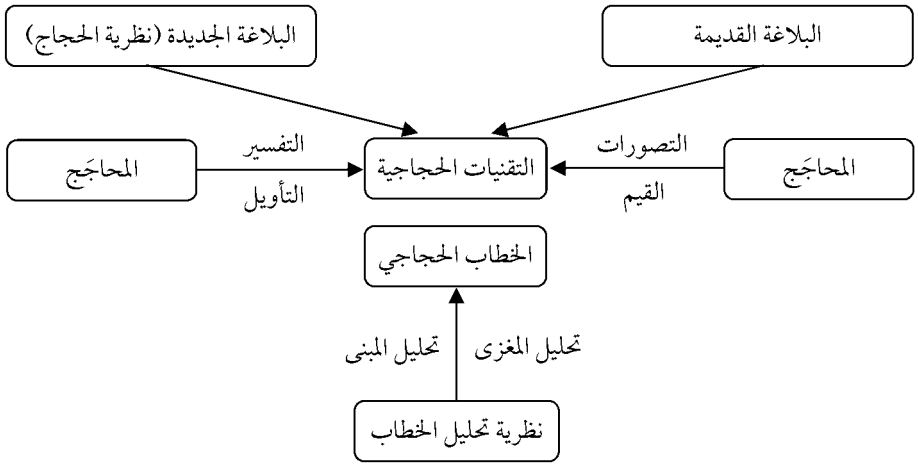 البلاغة القديمة
البلاغة الجديدة (نظرية الحجاج)
المحاجَج
التصورات
القيم
التقنيات الحجاجية
التفسير
التأويل
المحاجَج
الخطاب الحجاجي
تحليل المغزى
تحليل المبنى
نظرية تحليل الخطاب